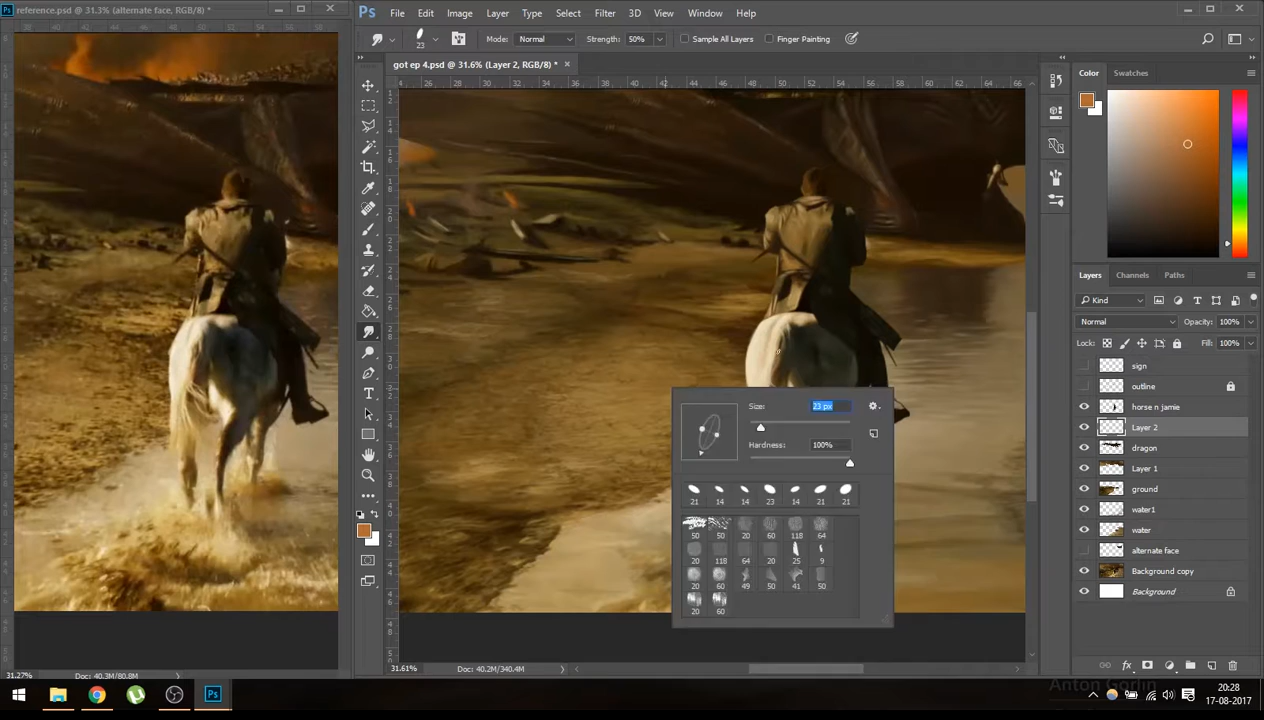 reference.psd @ 31.3% (alternate face, RGB/8) *
Ps File Edit Image Layer Type Select Filter 3D View Window Help
23 Mode: Normal Strength: 50% Sample All Layers Finger Painting
got ep 4.psd @ 31.6% (Layer 2, RGB/8) *
Color Swatches
Layers Channels Paths
Kind
Normal Opacity: 100%
Lock: Fill: 100%
sign
outline
horse n jamie
Layer 2
dragon
Layer 1
ground
water1
water
alternate face
Background copy
Background
Size: 23 px
Hardness: 100%
21 14 14 23 14 21 21
50 50 20 60 118 64
20 118 64 20 25 9
20 60 49 50 41 50
20 60
31.27% Doc: 40.3M/80.8M
31.61% Doc: 40.2M/340.4M
Anton Gorlin
20:28
17-08-2017